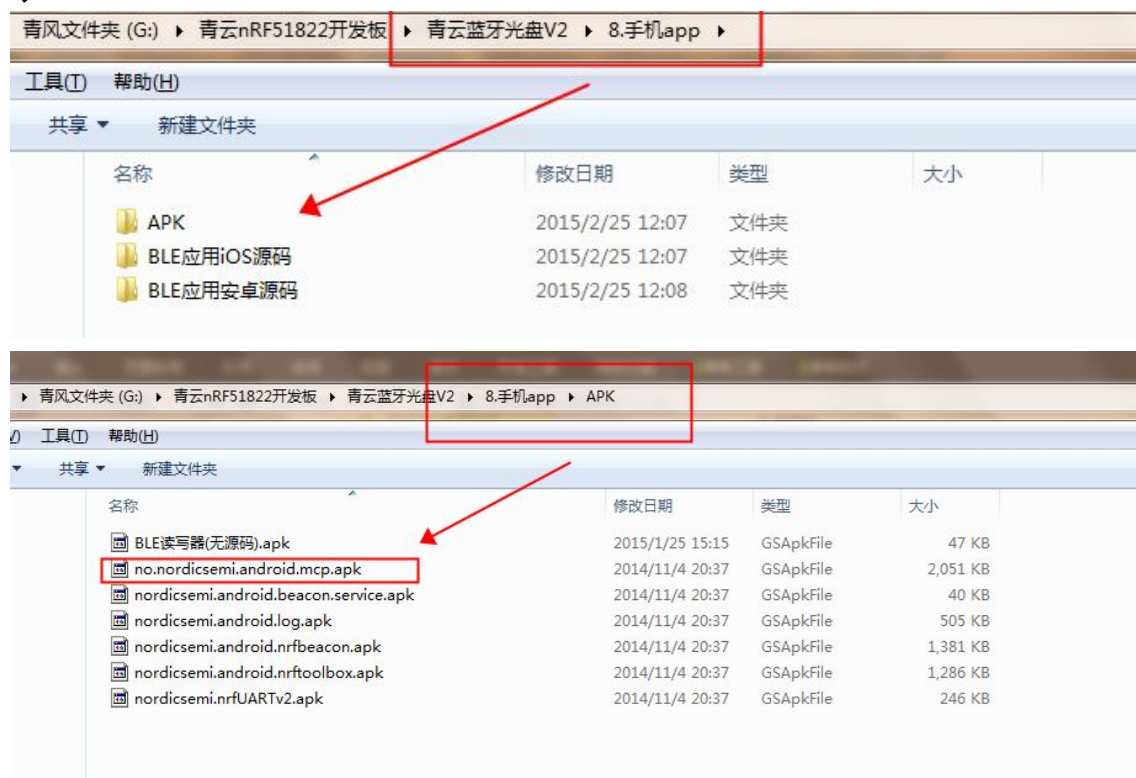 青风文件夹 (G:) ▸ 青云nRF51822开发板 ▸ 青云蓝牙光盘V2 ▸ 8.手机app ▸
工具(T) 帮助(H)
共享 新建文件夹
名称 修改日期 类型 大小
APK 2015/2/25 12:07 文件夹
BLE应用iOS源码 2015/2/25 12:07 文件夹
BLE应用安卓源码 2015/2/25 12:08 文件夹
▸ 青风文件夹 (G:) ▸ 青云nRF51822开发板 ▸ 青云蓝牙光盘V2 ▸ 8.手机app ▸ APK
工具(T) 帮助(H)
共享 新建文件夹
名称 修改日期 类型 大小
BLE读写器(无源码).apk 2015/1/25 15:15 GSApkFile 47 KB
no.nordicsemi.android.mcp.apk 2014/11/4 20:37 GSApkFile 2,051 KB
nordicsemi.android.beacon.service.apk 2014/11/4 20:37 GSApkFile 40 KB
nordicsemi.android.log.apk 2014/11/4 20:37 GSApkFile 505 KB
nordicsemi.android.nrfbeacon.apk 2014/11/4 20:37 GSApkFile 1,381 KB
nordicsemi.android.nrftoolbox.apk 2014/11/4 20:37 GSApkFile 1,286 KB
nordicsemi.nrfUARTv2.apk 2014/11/4 20:37 GSApkFile 246 KB